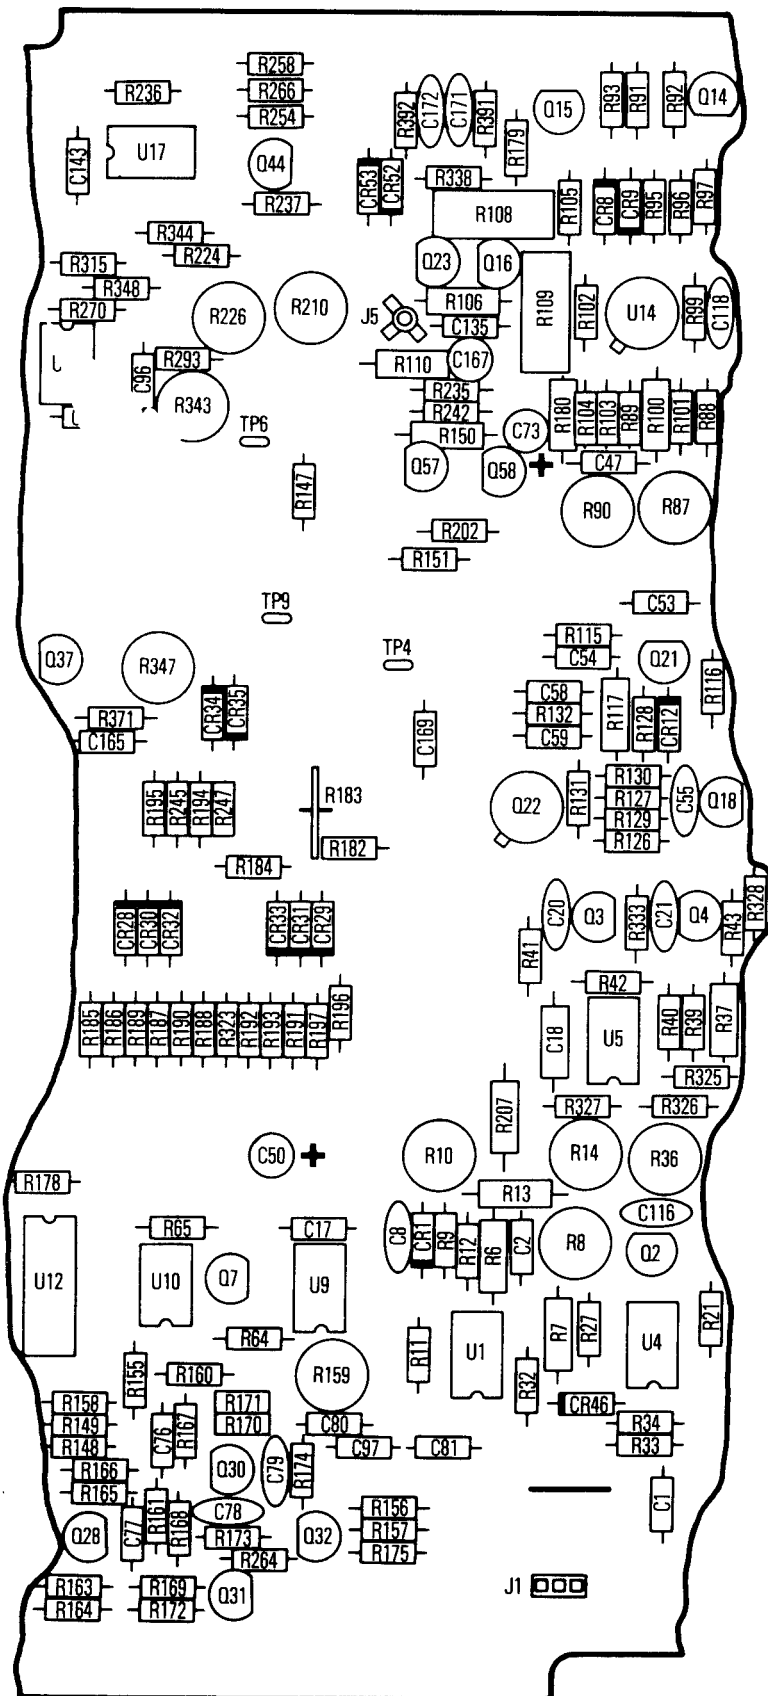 R258
R236
R266
R254
R392
C172
C171
R391
R179
Q15
R93
R91
R92
Q14
C143
U17
Q44
CR53
CR52
R338
R237
R108
R105
CR8
CR9
R95
R96
R97
R344
R224
R315
R348
R270
Q23
Q16
R109
R102
U14
R99
C118
R226
R210
J5
R106
C135
R110
C167
C96
R293
R343
R235
R242
R150
TP6
C73
R180
R104
R103
R89
R100
R101
R88
Q57
Q58
C47
R147
R90
R87
R202
R151
C53
TP9
TP4
R115
C54
Q21
R116
Q37
R347
CR34
CR35
C58
R132
C59
R117
R128
CR12
R371
C165
C169
R195
R245
R194
R247
R183
R182
R184
Q22
R131
R130
R127
R129
R126
C55
Q18
CR28
CR30
CR32
CR33
CR31
CR29
C20
Q3
R333
C21
Q4
R43
R328
R41
R42
R185
R186
R189
R187
R190
R188
R323
R192
R193
R191
R197
R196
C18
U5
R40
R39
R37
R325
R207
R327
R326
C50
R10
R14
R36
R178
R13
C116
U12
R65
C17
U10
Q7
U9
C8
CR1
R9
R12
R6
C2
R8
Q2
R64
R11
U1
R7
R27
U4
R21
R155
R160
R159
R32
CR46
R158
R149
R148
R171
R170
C80
C76
R167
C97
C81
R34
R33
R166
R165
Q30
C79
R174
C1
C77
R161
R168
C78
R173
Q28
Q32
R156
R157
R175
R264
R163
R164
R169
R172
Q31
J1